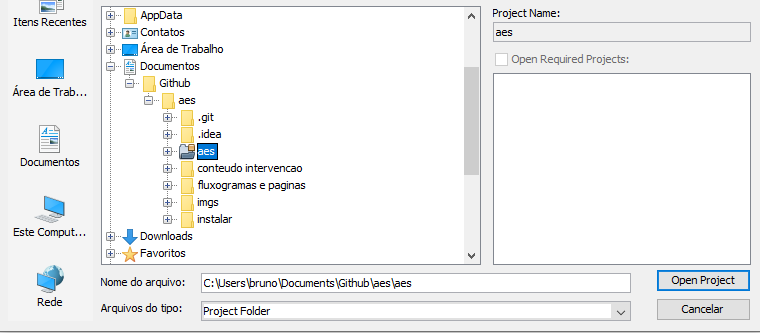 Itens Recentes
Área de Trab...
Documentos
Este Comput...
Rede
AppData
Contatos
Área de Trabalho
Documentos
Github
aes
.git
.idea
aes
conteudo intervencao
fluxogramas e paginas
imgs
instalar
Downloads
Favoritos
Project Name:
aes
Open Required Projects:
Nome do arquivo:
C:\Users\bruno\Documents\Github\aes\aes
Open Project
Arquivos do tipo:
Project Folder
Cancelar